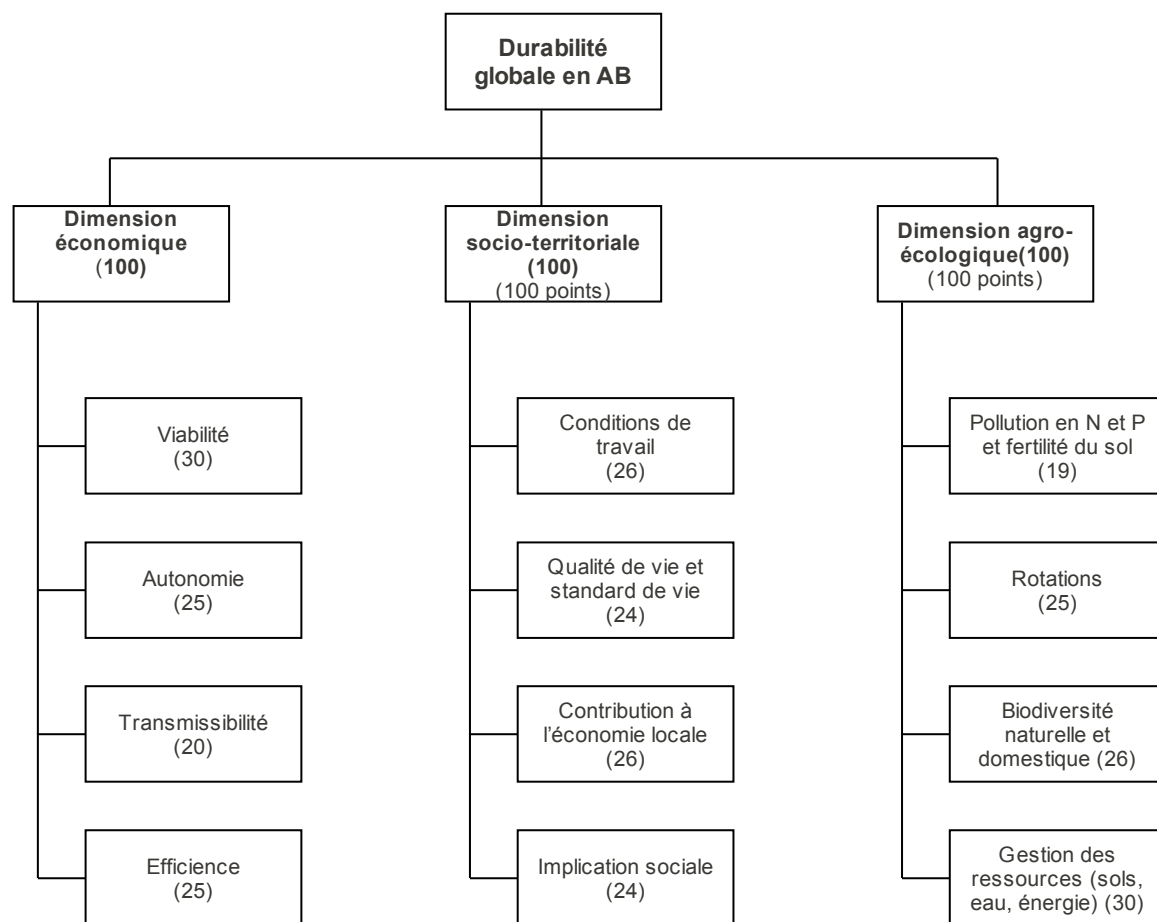 Durabilité
globale en AB
Dimension
économique
(100)
Dimension
socio-territoriale
(100)
(100 points)
Dimension agro-
écologique(100)
(100 points)
Viabilité
(30)
Autonomie
(25)
Transmissibilité
(20)
Efficience
(25)
Conditions de
travail
(26)
Qualité de vie et
standard de vie
(24)
Contribution à
l’économie locale
(26)
Implication sociale
(24)
Pollution en N et P
et fertilité du sol
(19)
Rotations
(25)
Biodiversité
naturelle et
domestique (26)
Gestion des
ressources (sols,
eau, énergie) (30)